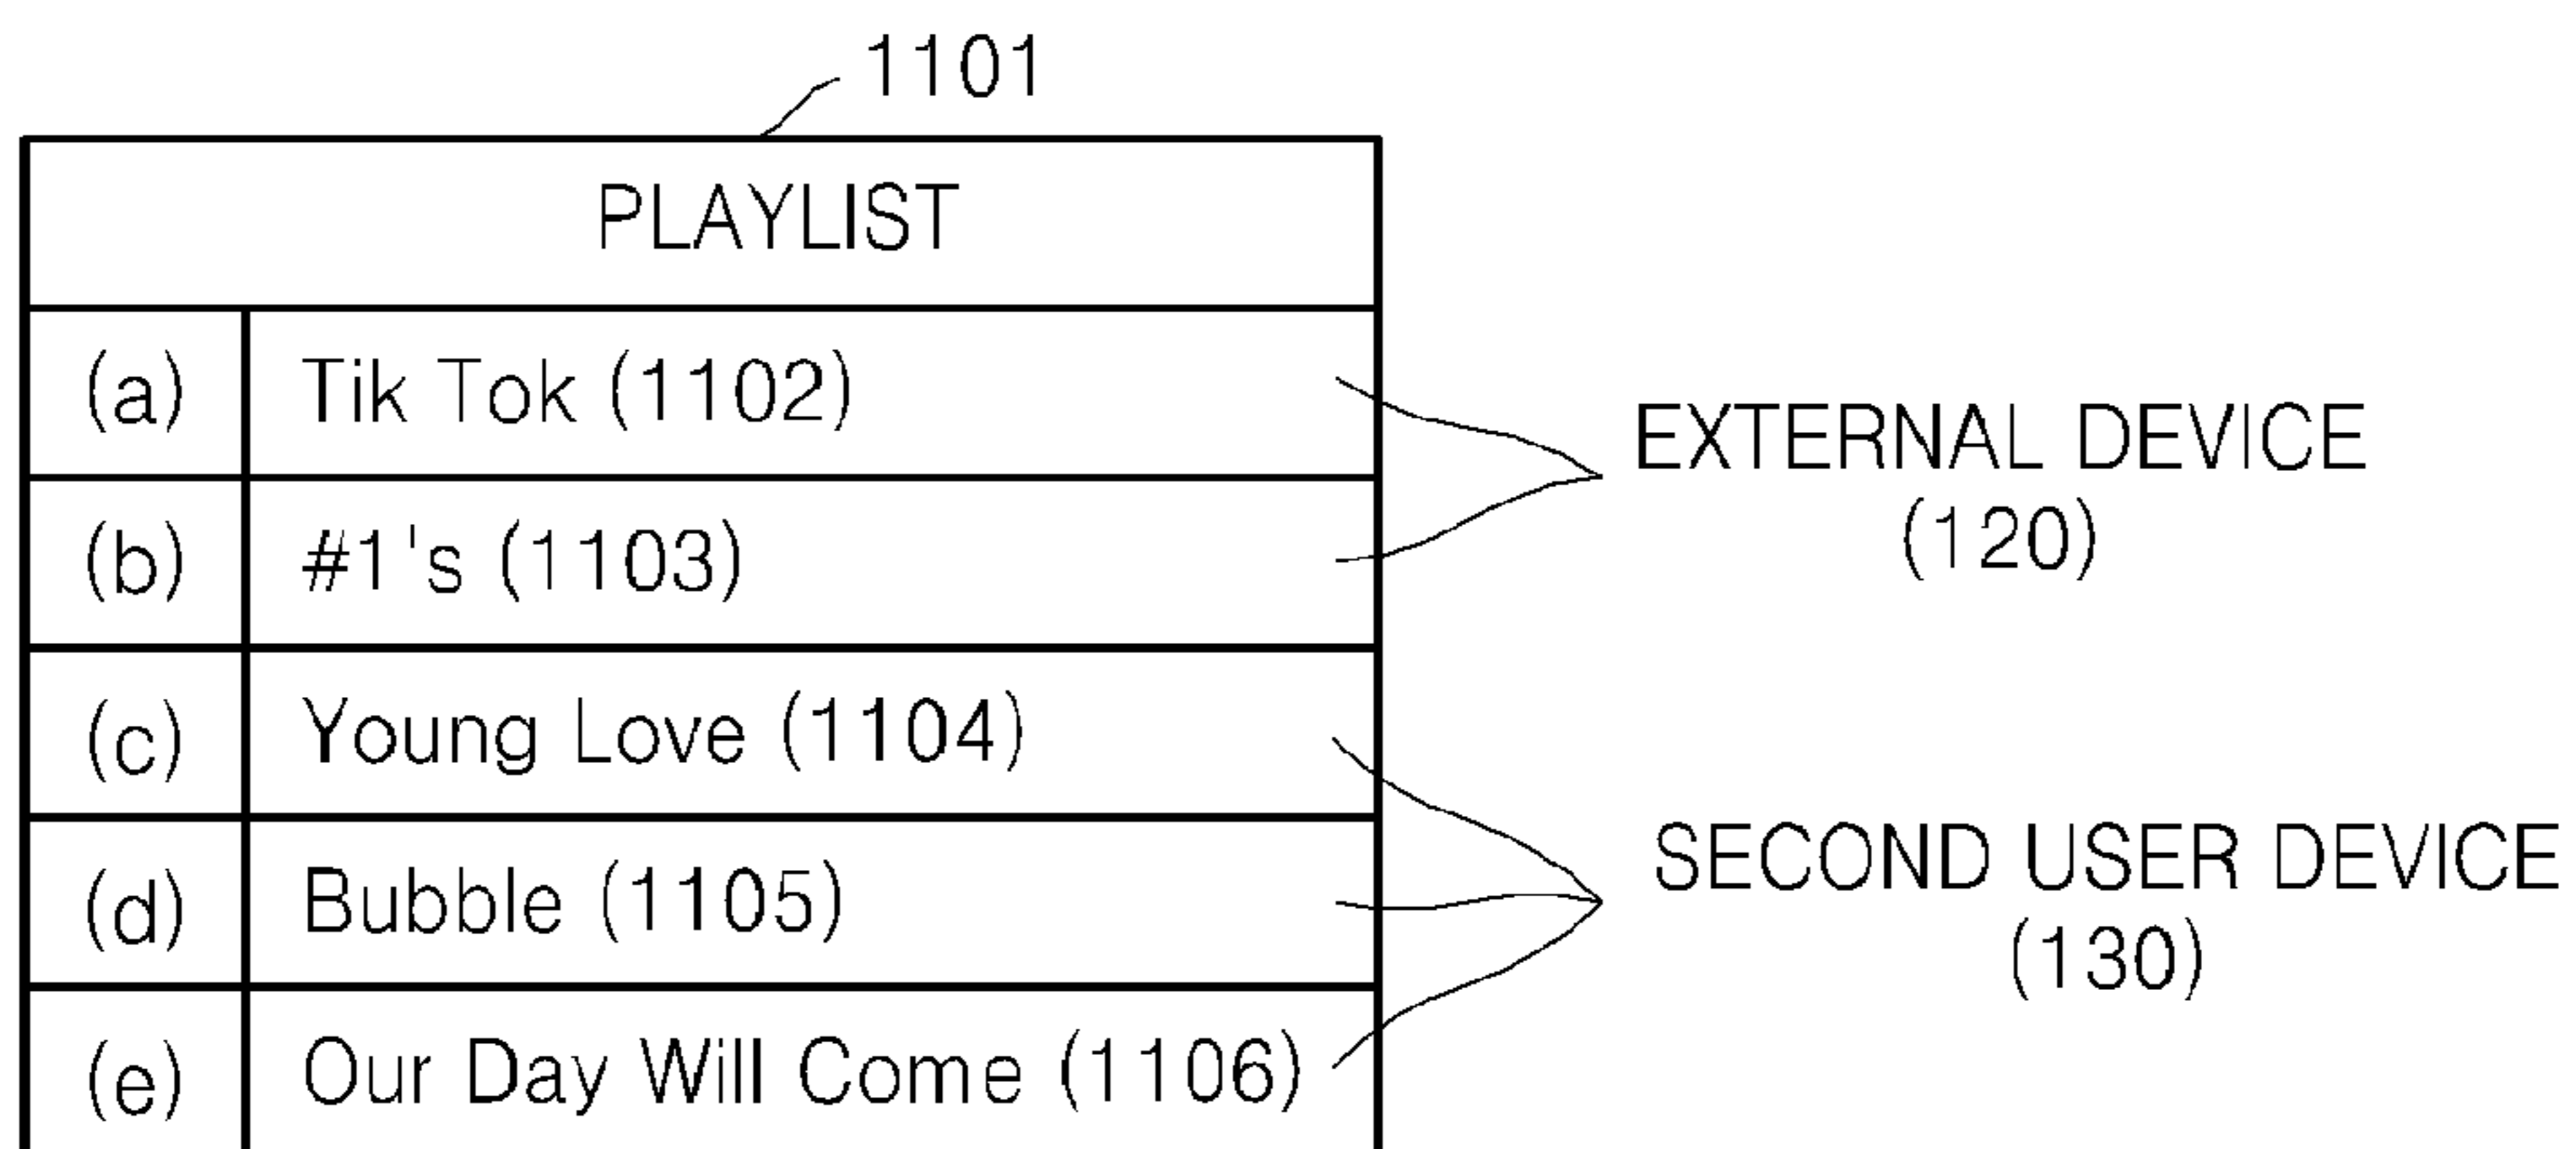 1101
PLAYLIST
(a) Tik Tok (1102)
(b) #1's (1103)
EXTERNAL DEVICE
(120)
(c) Young Love (1104)
(d) Bubble (1105)
(e) Our Day Will Come (1106)
SECOND USER DEVICE
(130)